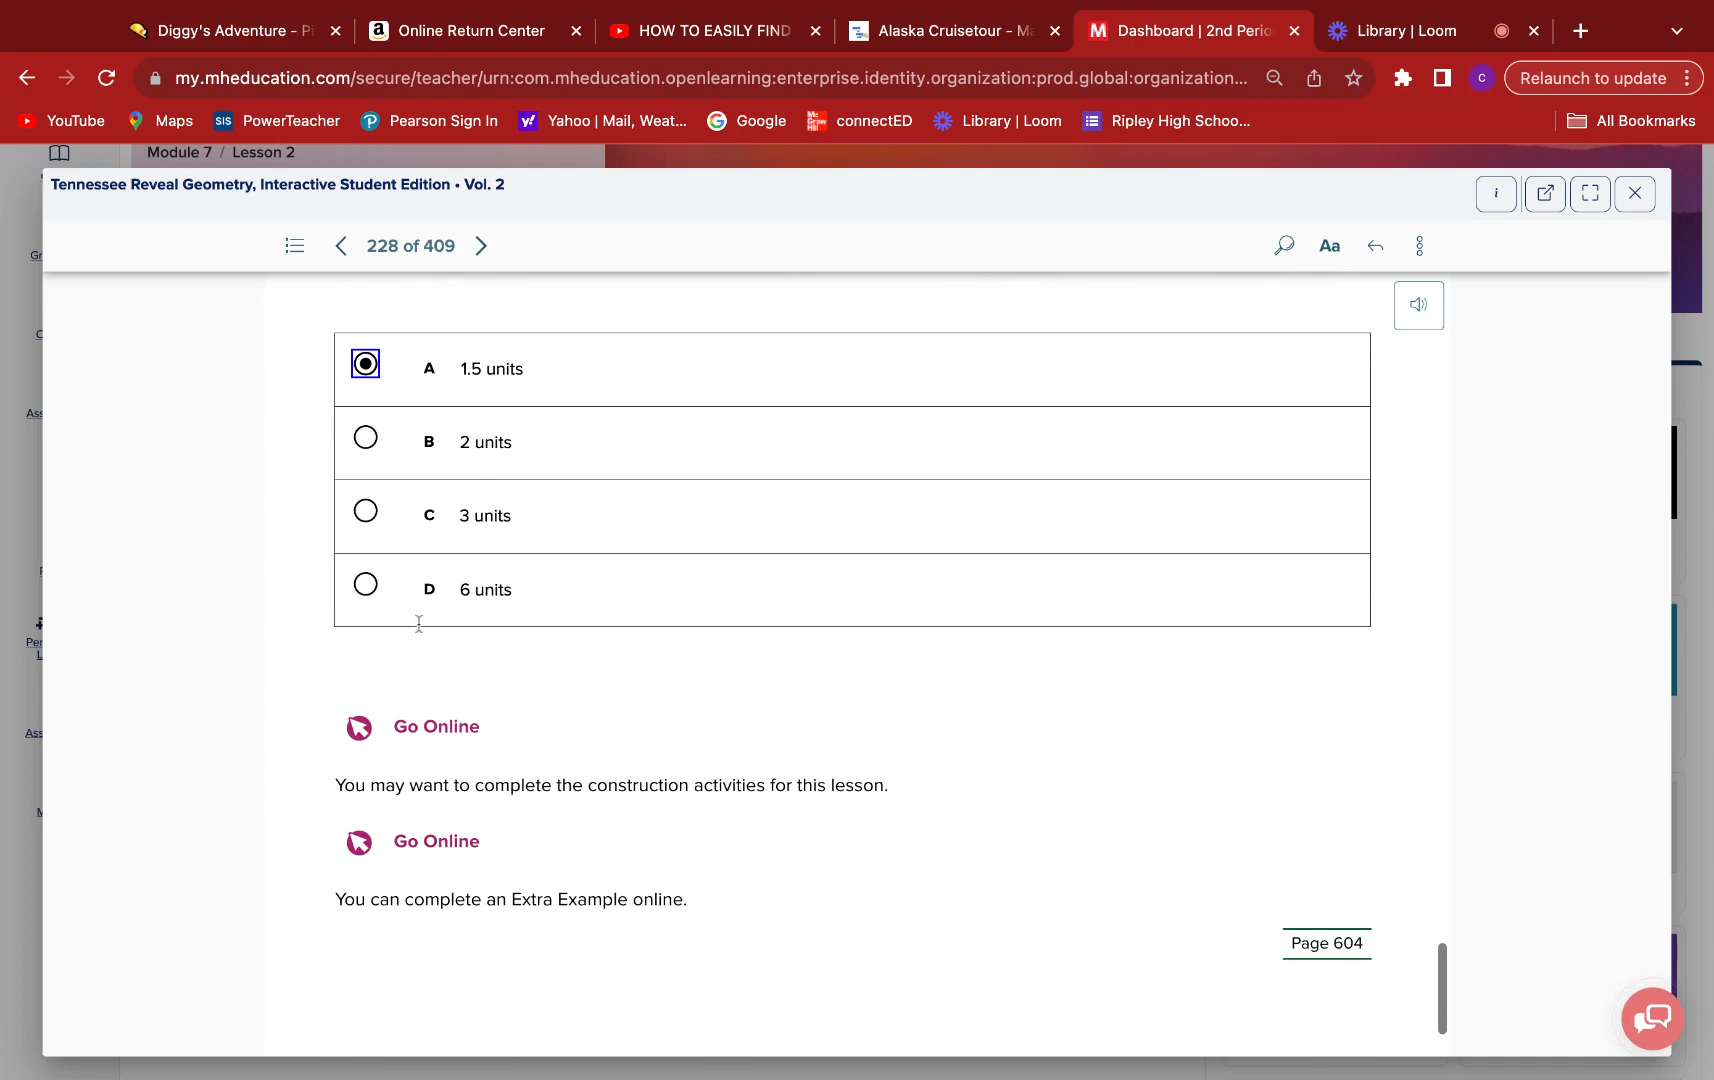 Diggy's Adventure - Pi
Online Return Center
HOW TO EASILY FIND
Alaska Cruisetour - Ma
Dashboard | 2nd Perio
Library | Loom
my.mheducation.com/secure/teacher/urn:com.mheducation.openlearning:enterprise.identity.organization:prod.global:organization...
C
Relaunch to update
YouTube
Maps
SIS PowerTeacher
Pearson Sign In
Yahoo | Mail, Weat...
Google
connectED
Library | Loom
Ripley High Schoo...
All Bookmarks
Module 7 / Lesson 2
Tennessee Reveal Geometry, Interactive Student Edition • Vol. 2
i
228 of 409
Aa
A 1.5 units
B 2 units
C 3 units
D 6 units
Go Online
You may want to complete the construction activities for this lesson.
Go Online
You can complete an Extra Example online.
Page 604